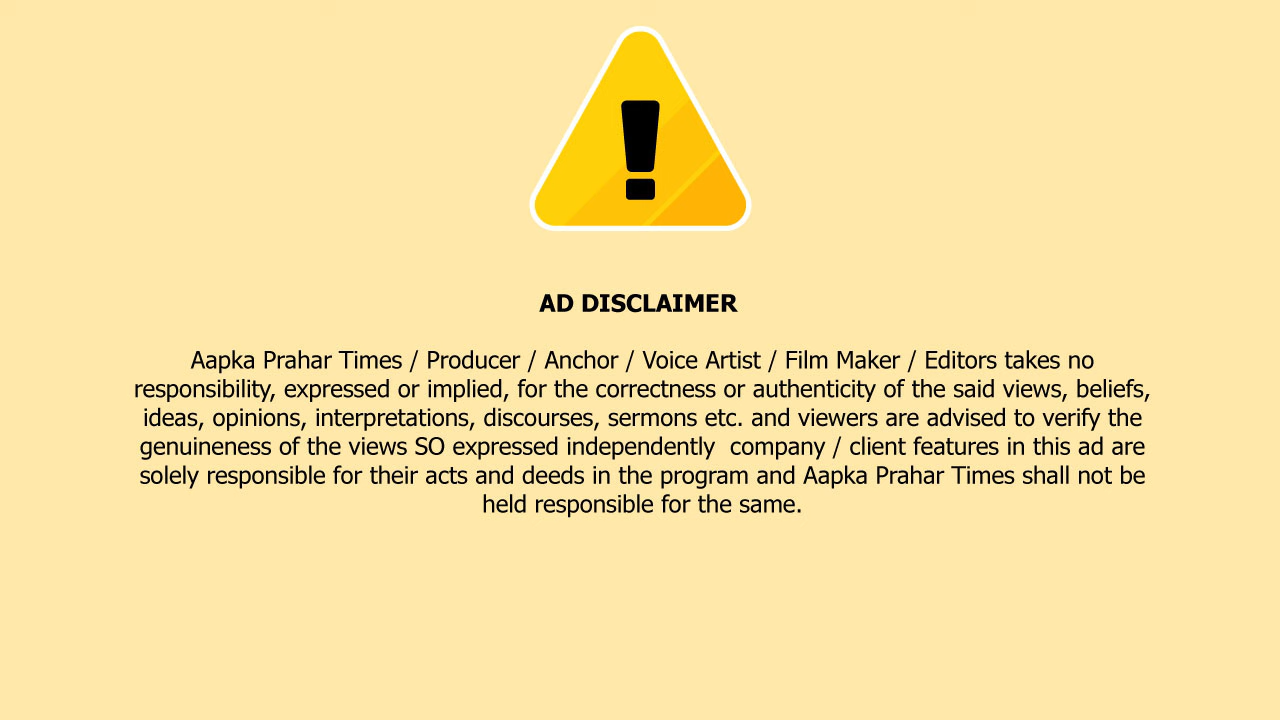 AD DISCLAIMER
Aapka Prahar Times / Producer / Anchor / Voice Artist / Film Maker / Editors takes no
responsibility, expressed or implied, for the correctness or authenticity of the said views, beliefs,
ideas, opinions, interpretations, discourses, sermons etc. and viewers are advised to verify the
genuineness of the views SO expressed independently  company / client features in this ad are
solely responsible for their acts and deeds in the program and Aapka Prahar Times shall not be
held responsible for the same.